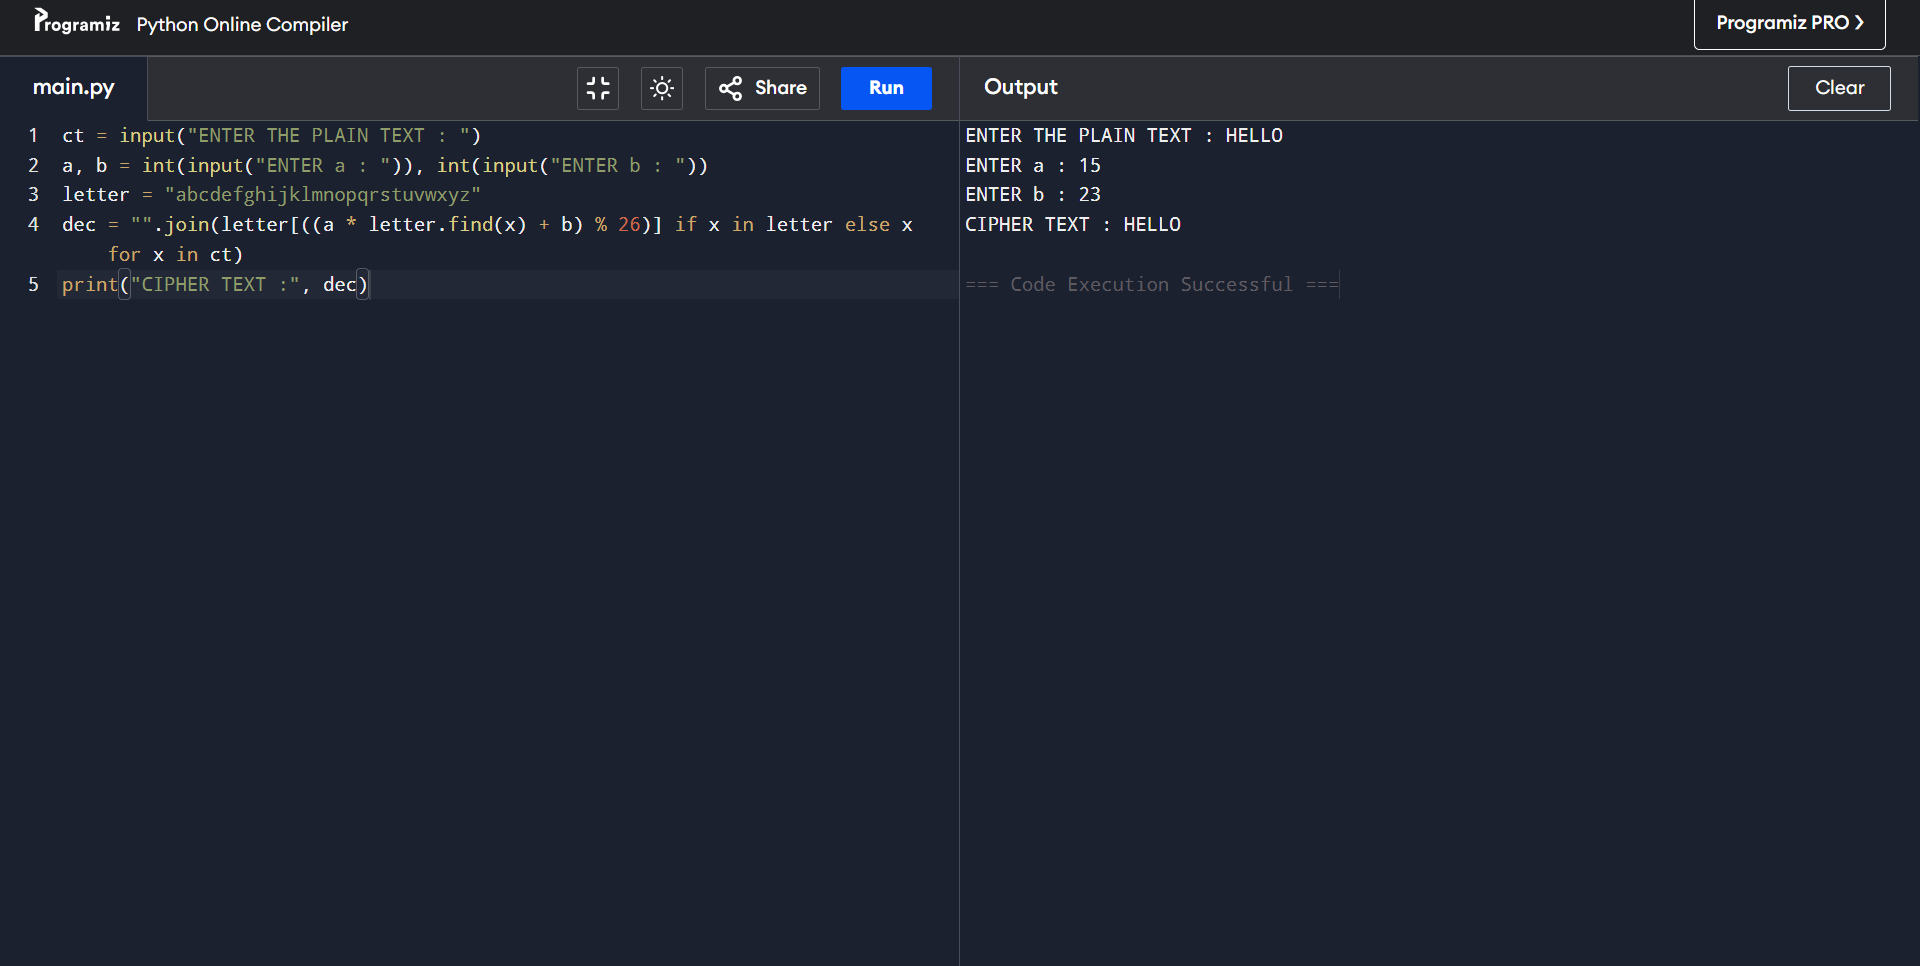 Programiz Python Online Compiler
Programiz PRO ❯
main.py
Share
Run
Output
Clear
1 ct = input("ENTER THE PLAIN TEXT : ")
2 a, b = int(input("ENTER a : ")), int(input("ENTER b : "))
3 letter = "abcdefghijklmnopqrstuvwxyz"
4 dec = "".join(letter[((a * letter.find(x) + b) % 26)] if x in letter else x
for x in ct)
5 print("CIPHER TEXT :", dec)
ENTER THE PLAIN TEXT : HELLO
ENTER a : 15
ENTER b : 23
CIPHER TEXT : HELLO
=== Code Execution Successful ===